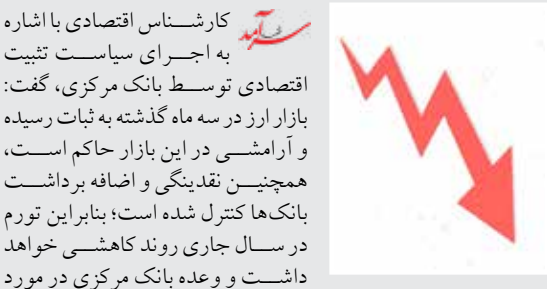 سرآمد
کارشناس اقتصادی با اشاره
به اجرای سیاست تثبیت
اقتصادی توسط بانک مرکزی، گفت:
بازار ارز در سه ماه گذشته به ثبات رسیده
و آرامشی در این بازار حاکم است،
همچنین نقدینگی و اضافه برداشت
بانک‌ها کنترل شده است؛ بنابراین تورم
در سال جاری روند کاهشی خواهد
داشت و وعده بانک مرکزی در مورد